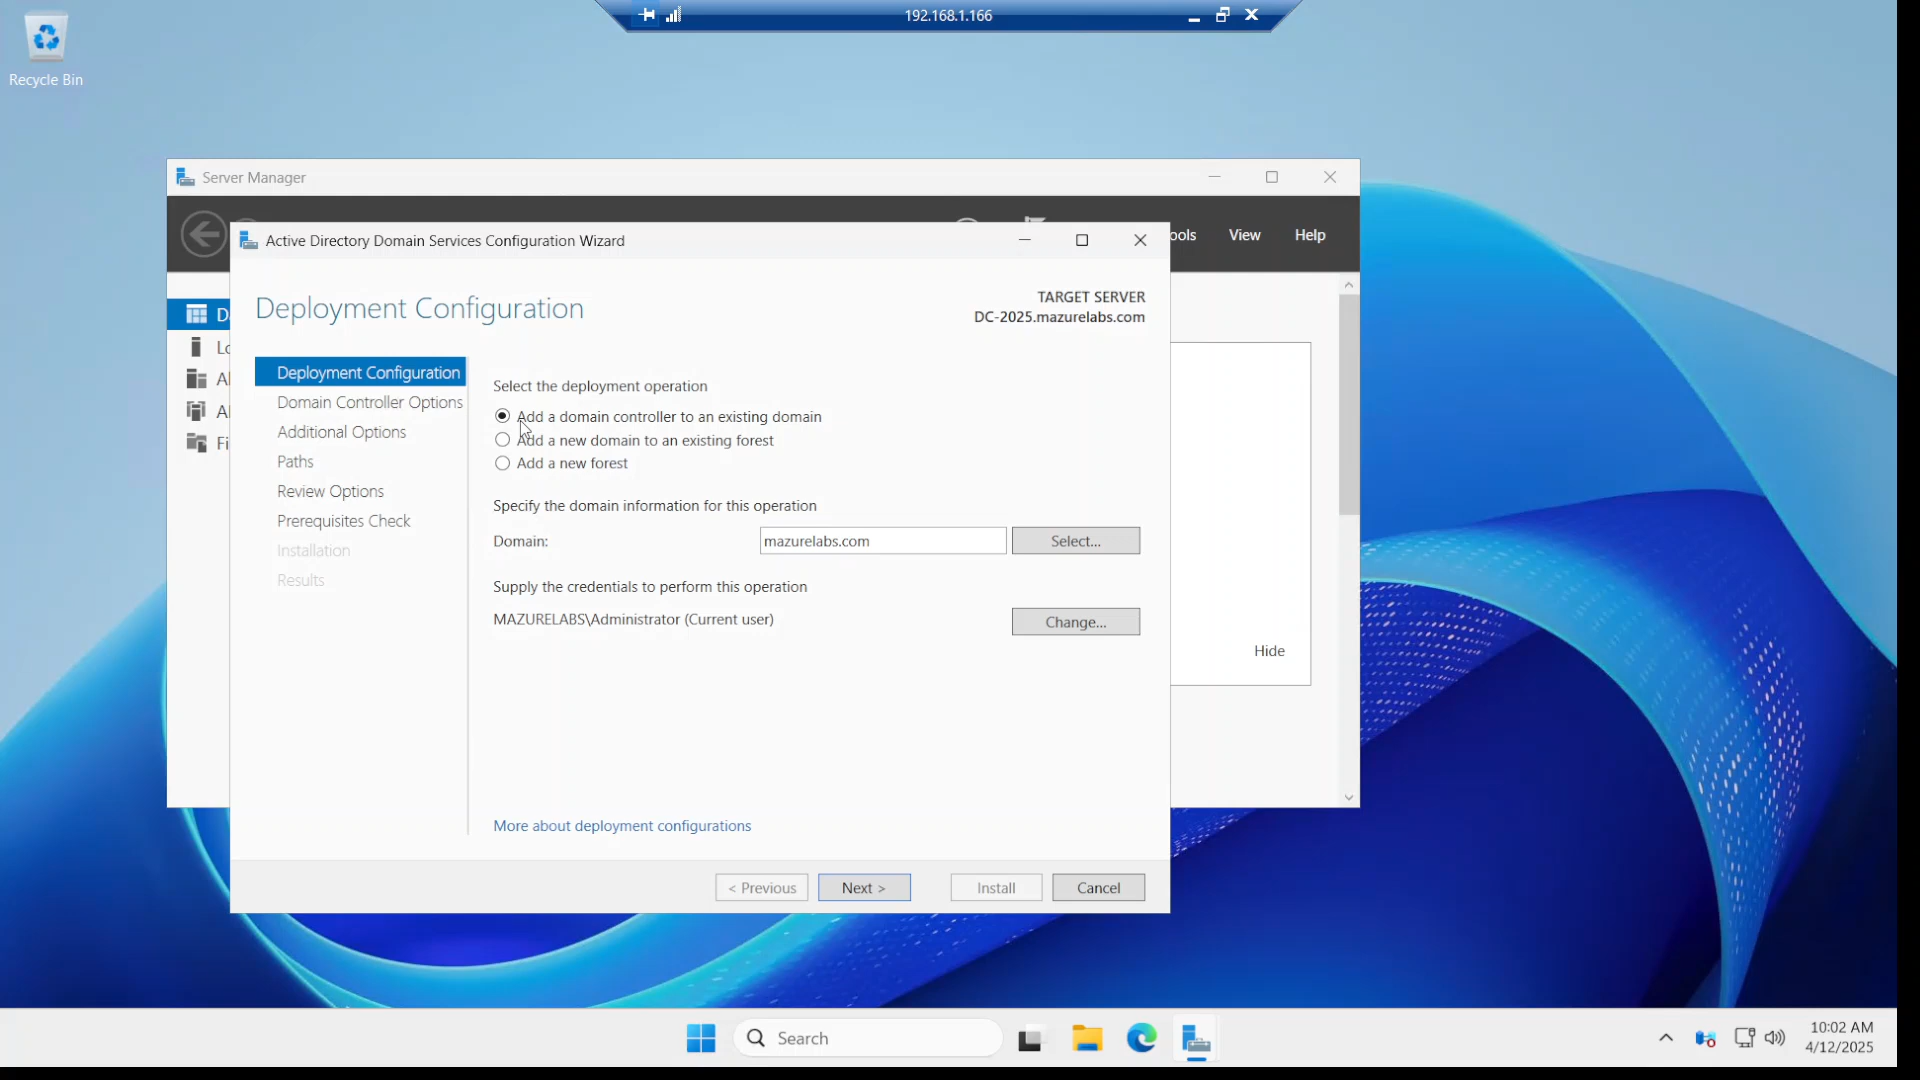 192.168.1.166
Recycle Bin
Server Manager
ools
View
Help
Active Directory Domain Services Configuration Wizard
Deployment Configuration
TARGET SERVER
DC-2025.mazurelabs.com
Deployment Configuration
Domain Controller Options
Additional Options
Paths
Review Options
Prerequisites Check
Installation
Results
Select the deployment operation
Add a domain controller to an existing domain
Add a new domain to an existing forest
Add a new forest
Specify the domain information for this operation
Domain:
mazurelabs.com
Select...
Supply the credentials to perform this operation
MAZURELABS\Administrator (Current user)
Change...
Hide
More about deployment configurations
< Previous
Next >
Install
Cancel
Search
10:02 AM
4/12/2025